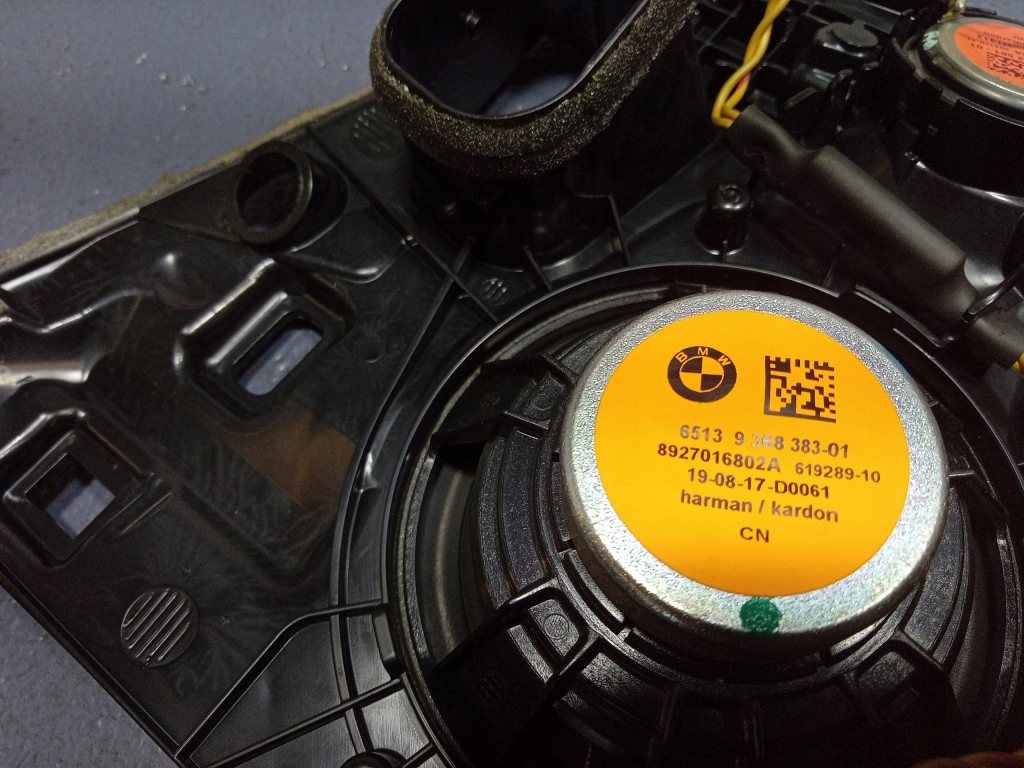 BMW
6513 9 368 383-01
8927016802A 619289-10
19-08-17-D0061
harman / kardon
CN